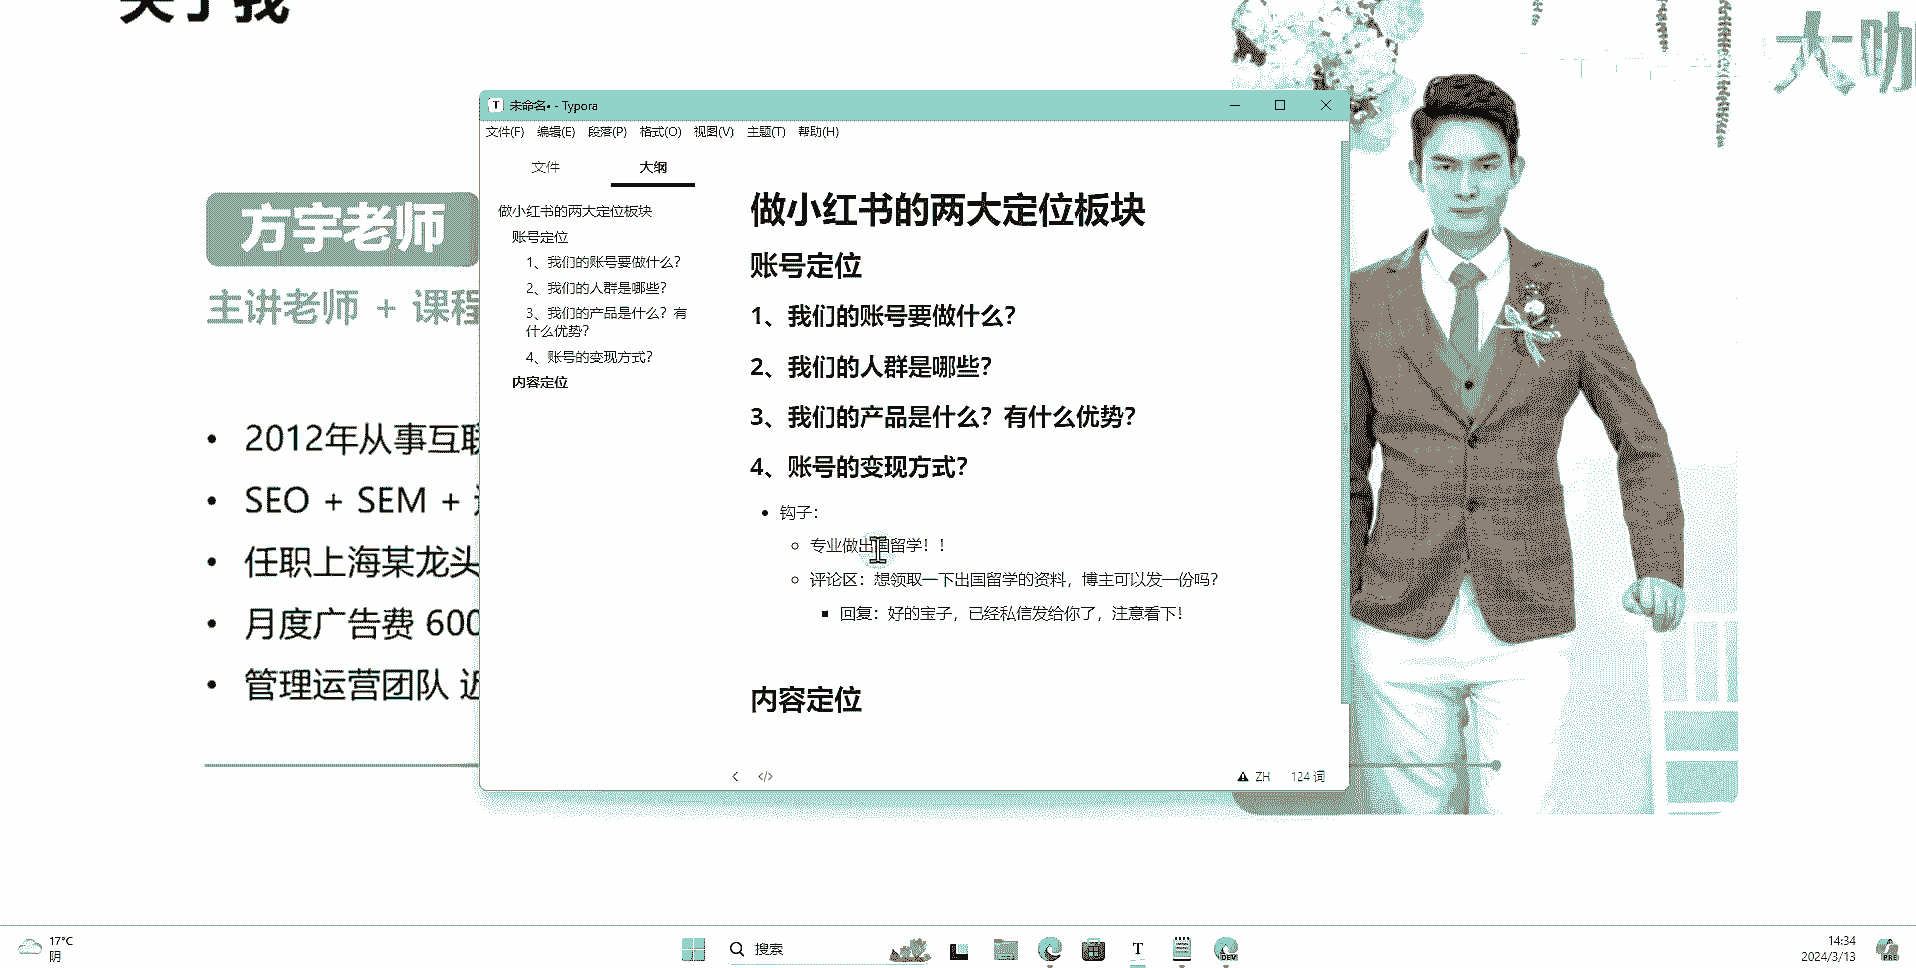 关于我
大咖
方宇老师
主讲老师 + 课程
2012年从事互联
SEO + SEM +
任职上海某龙头
月度广告费 600
管理运营团队 近
未命名• - Typora
文件(F) 编辑(E) 段落(P) 格式(O) 视图(V) 主题(T) 帮助(H)
文件 大纲
做小红书的两大定位板块
账号定位
1、我们的账号要做什么?
2、我们的人群是哪些?
3、我们的产品是什么? 有
什么优势?
4、账号的变现方式?
内容定位
做小红书的两大定位板块
账号定位
1、我们的账号要做什么?
2、我们的人群是哪些?
3、我们的产品是什么? 有什么优势?
4、账号的变现方式?
钩子:
专业做出国留学! !
评论区: 想领取一下出国留学的资料, 博主可以发一份吗?
回复: 好的宝子, 已经私信发给你了, 注意看下!
内容定位
</> ZH 124 词
17°C
阴
搜索
T
DEV
14:34
2024/3/13
PRE